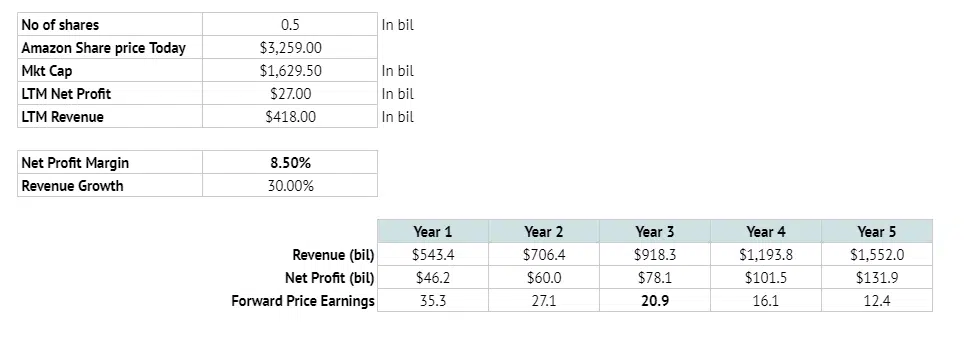 No of shares 0.5 In bil
Amazon Share price Today $3,259.00
Mkt Cap $1,629.50 In bil
LTM Net Profit $27.00 In bil
LTM Revenue $418.00 In bil
Net Profit Margin 8.50%
Revenue Growth 30.00%
Year 1 Year 2 Year 3 Year 4 Year 5
Revenue (bil) $543.4 $706.4 $918.3 $1,193.8 $1,552.0
Net Profit (bil) $46.2 $60.0 $78.1 $101.5 $131.9
Forward Price Earnings 35.3 27.1 20.9 16.1 12.4